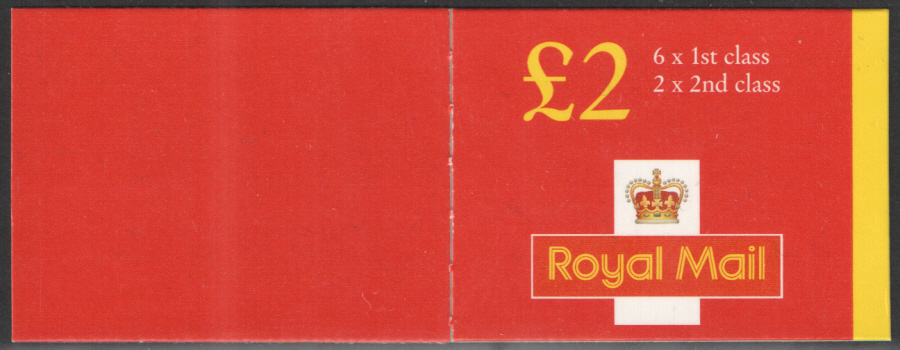 £2
6 x 1st class
2 x 2nd class
Royal Mail